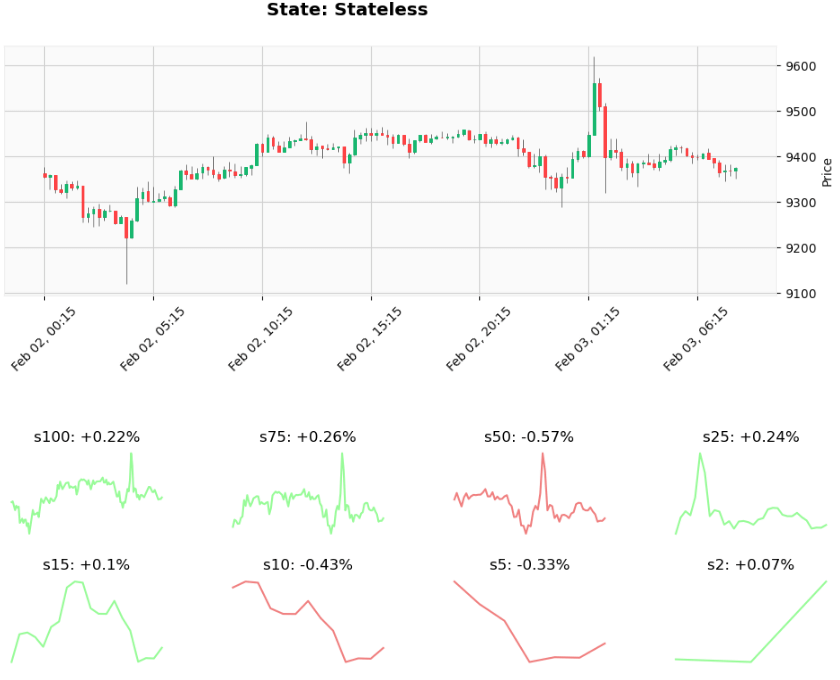 State: Stateless
9600
9500
9400
9300
9200
9100
Price
Feb 02, 00:15
Feb 02, 05:15
Feb 02, 10:15
Feb 02, 15:15
Feb 02, 20:15
Feb 03, 01:15
Feb 03, 06:15
s100: +0.22%
s75: +0.26%
s50: -0.57%
s25: +0.24%
s15: +0.1%
s10: -0.43%
s5: -0.33%
s2: +0.07%